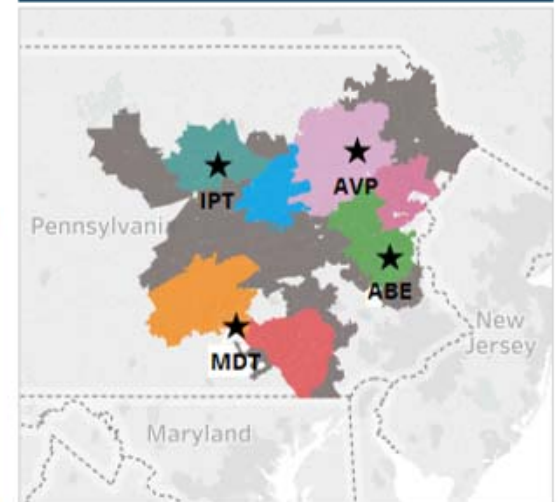 IPT
AVP
Pennsylvani
ABE
New
Jersey
MDT
Maryland